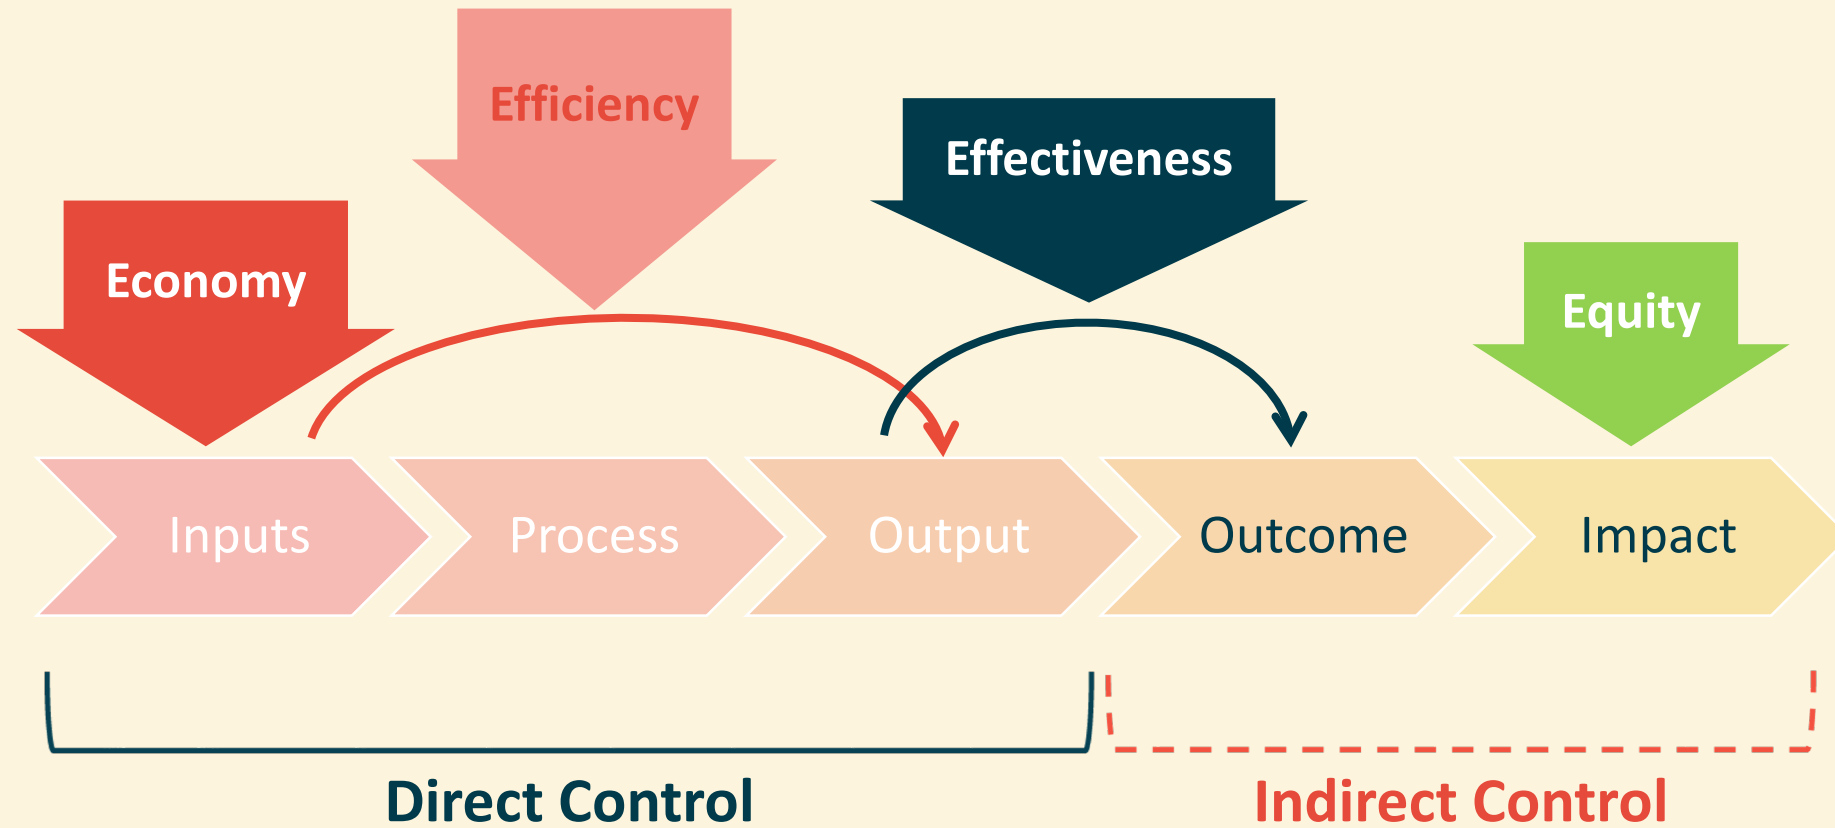 Efficiency
Effectiveness
Economy
Equity
Inputs
Process
Output
Outcome
Impact
Direct Control
Indirect Control